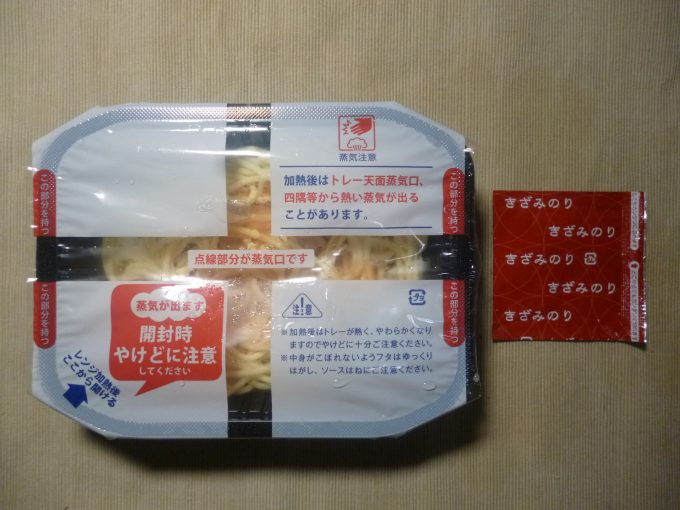 蒸気注意
加熱後はトレー天面蒸気口、
四隅等から熱い蒸気が出る
ことがあります。
この部分を持つ
この部分を持つ
点線部分が蒸気口です
この部分を持つ
この部分を持つ
蒸気が出ます
開封時
やけどに注意
してください
注意
プラ
※加熱後はトレーが熱く、やわらかくなり
ますのでやけどに十分ご注意ください。
※中身がこぼれないようフタはゆっくり
はがし、ソースはねにご注意ください。
レンジ加熱後
ここから開ける
きざみのり
きざみのり
きざみのり プラ
きざみのり
きざみのり